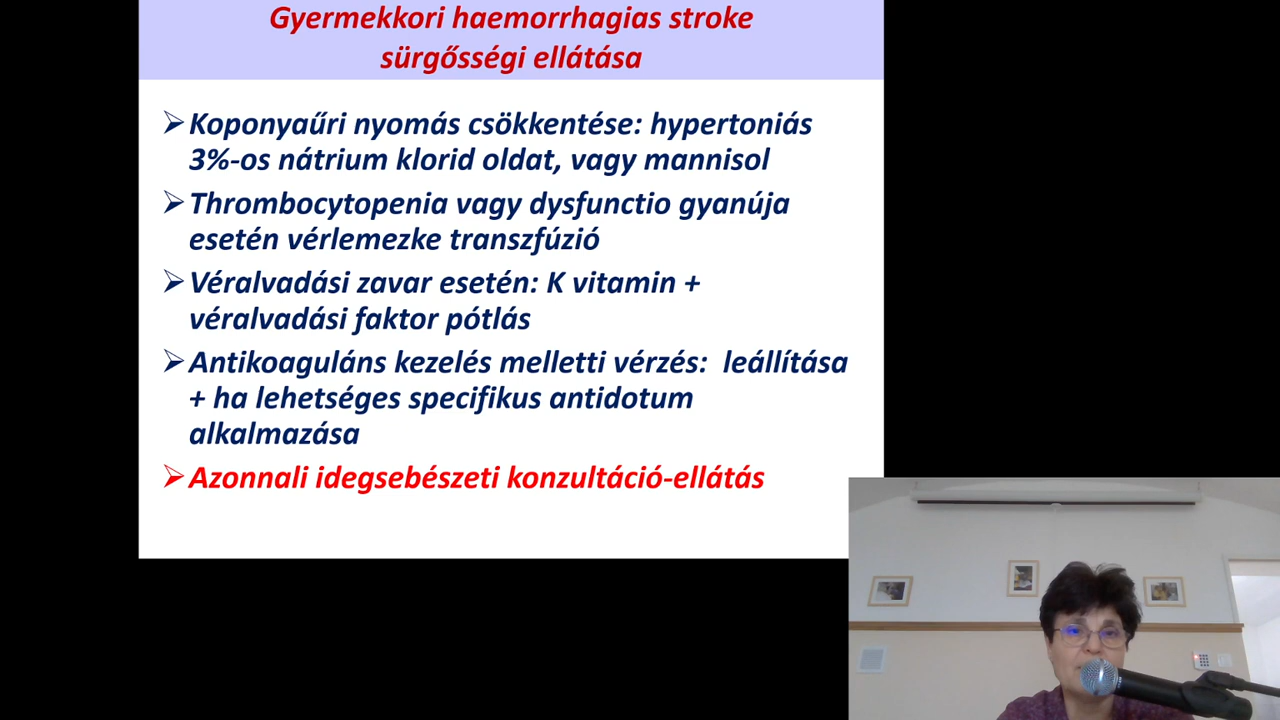 Gyermekkori haemorrhagias stroke
sürgősségi ellátása
Koponyaűri nyomás csökkentése: hypertoniás
3%-os nátrium klorid oldat, vagy mannisol
Thrombocytopenia vagy dysfunctio gyanúja
esetén vérlemezke transzfúzió
Véralvadási zavar esetén: K vitamin +
véralvadási faktor pótlás
Antikoaguláns kezelés melletti vérzés: leállítása
+ ha lehetséges specifikus antidotum
alkalmazása
Azonnali idegsebészeti konzultáció-ellátás